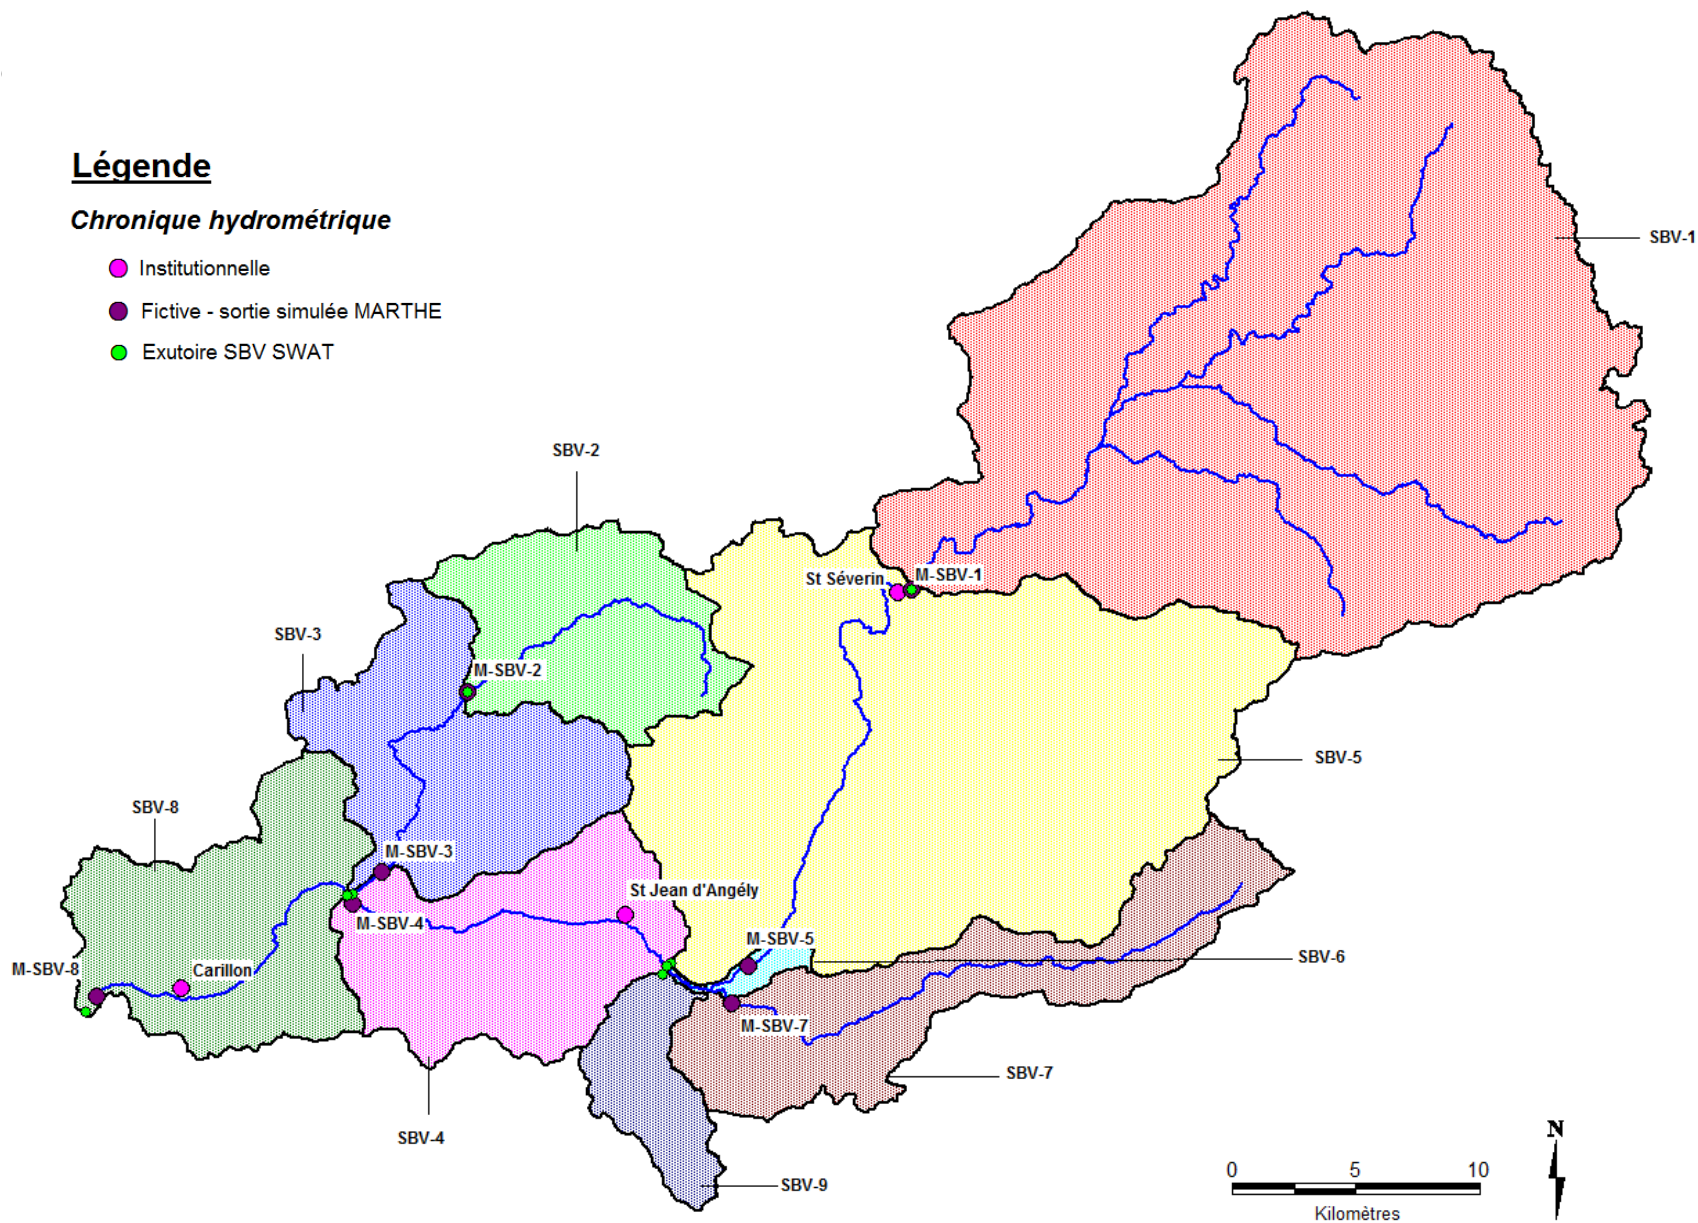 Légende
Chronique hydrométrique
Institutionnelle
Fictive - sortie simulée MARTHE
Exutoire SBV SWAT
SBV-1
SBV-2
St Séverin
M-SBV-1
SBV-3
M-SBV-2
SBV-5
SBV-8
M-SBV-3
St Jean d'Angély
M-SBV-4
M-SBV-5
SBV-6
M-SBV-8
Carillon
M-SBV-7
SBV-7
SBV-4
SBV-9
N
0 5 10
Kilomètres